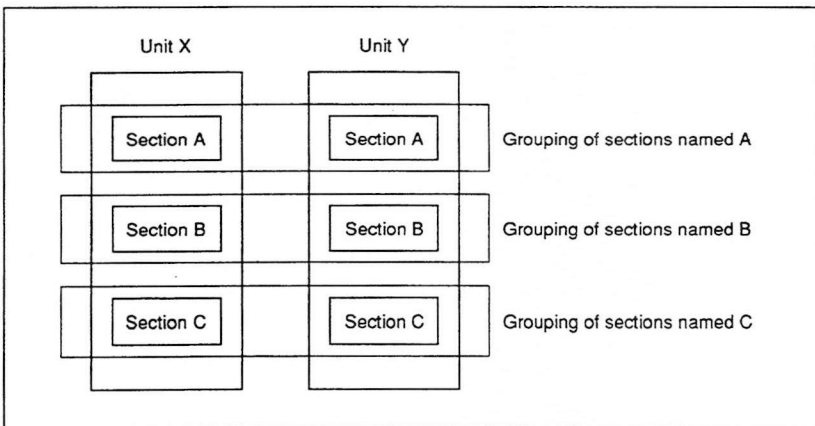 Unit X Unit Y
Section A Section A Grouping of sections named A
Section B Section B Grouping of sections named B
Section C Section C Grouping of sections named C